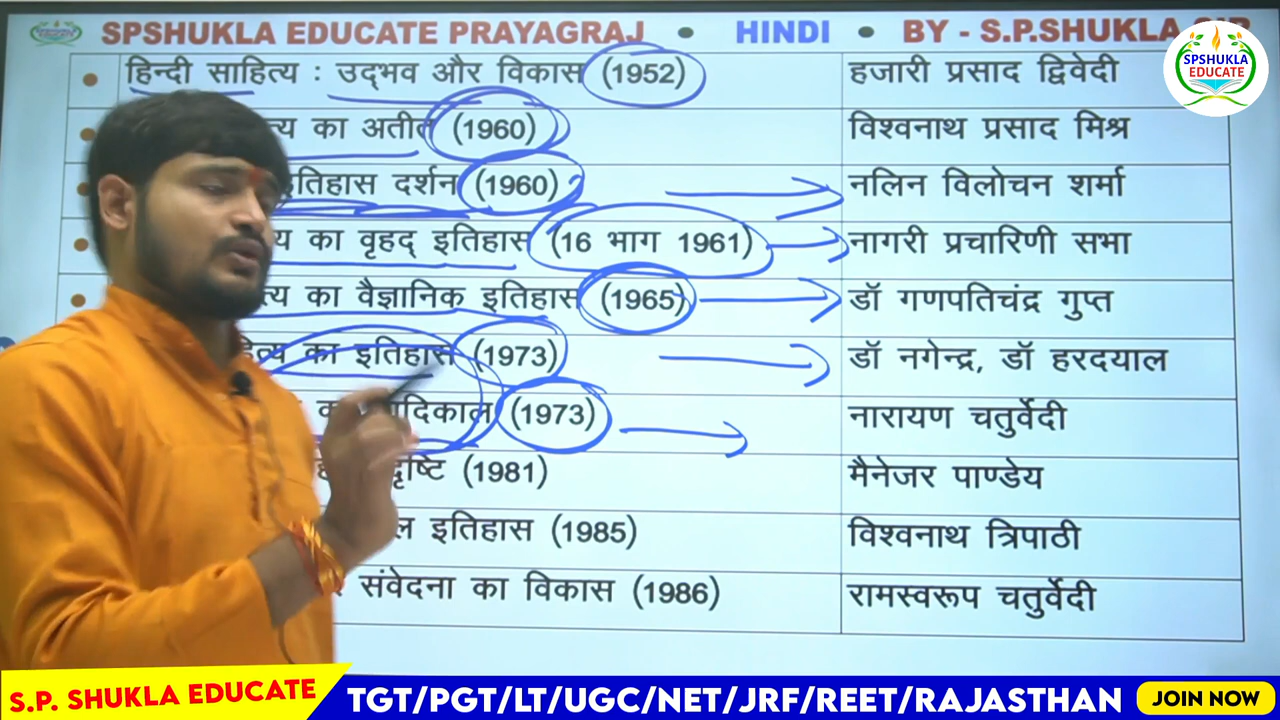 SPSHUKLA EDUCATE PRAYAGRAJ • HINDI • BY - S.P.SHUKLA
SPSHUKLA
EDUCATE
हिन्दी साहित्य : उद्भव और विकास (1952) हजारी प्रसाद द्विवेदी
का अतीत (1960) विश्वनाथ प्रसाद मिश्र
इतिहास दर्शन (1960) नलिन विलोचन शर्मा
का वृहद् इतिहास (16 भाग 1961) नागरी प्रचारिणी सभा
का वैज्ञानिक इतिहास (1965) डॉ गणपतिचंद्र गुप्त
का इतिहास (1973) डॉ नगेन्द्र, डॉ हरदयाल
(1973) नारायण चतुर्वेदी
(1981) मैनेजर पाण्डेय
इतिहास (1985) विश्वनाथ त्रिपाठी
संवेदना का विकास (1986) रामस्वरूप चतुर्वेदी
S.P. SHUKLA EDUCATE
TGT/PGT/LT/UGC/NET/JRF/REET/RAJASTHAN
JOIN NOW